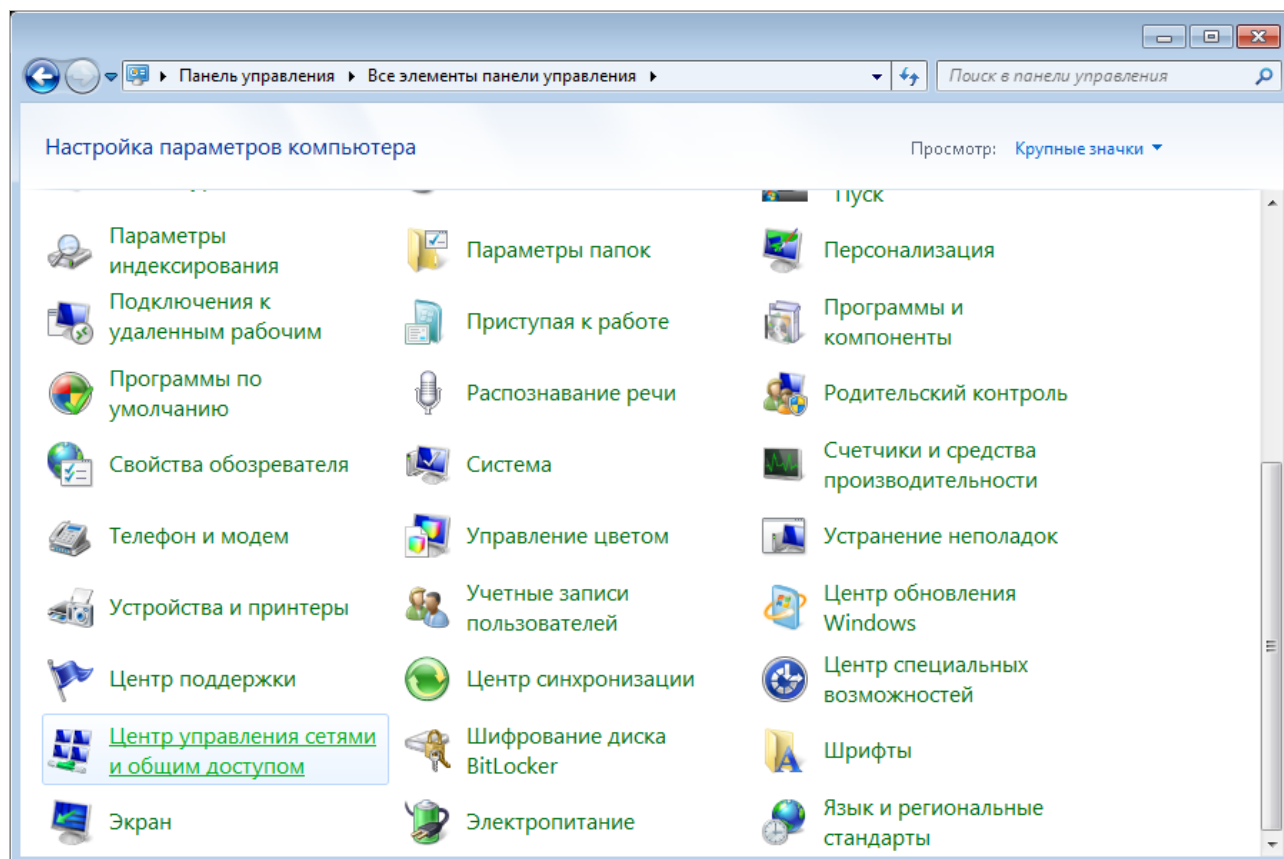 Панель управления ▸ Все элементы панели управления ▸
Поиск в панели управления
Настройка параметров компьютера
Просмотр: Крупные значки
Пуск
Параметры
индексирования
Параметры папок
Персонализация
Подключения к
удаленным рабочим
Приступая к работе
Программы и
компоненты
Программы по
умолчанию
Распознавание речи
Родительский контроль
Свойства обозревателя
Система
Счетчики и средства
производительности
Телефон и модем
Управление цветом
Устранение неполадок
Устройства и принтеры
Учетные записи
пользователей
Центр обновления
Windows
Центр поддержки
Центр синхронизации
Центр специальных
возможностей
Центр управления сетями
и общим доступом
Шифрование диска
BitLocker
Шрифты
Экран
Электропитание
Язык и региональные
стандарты